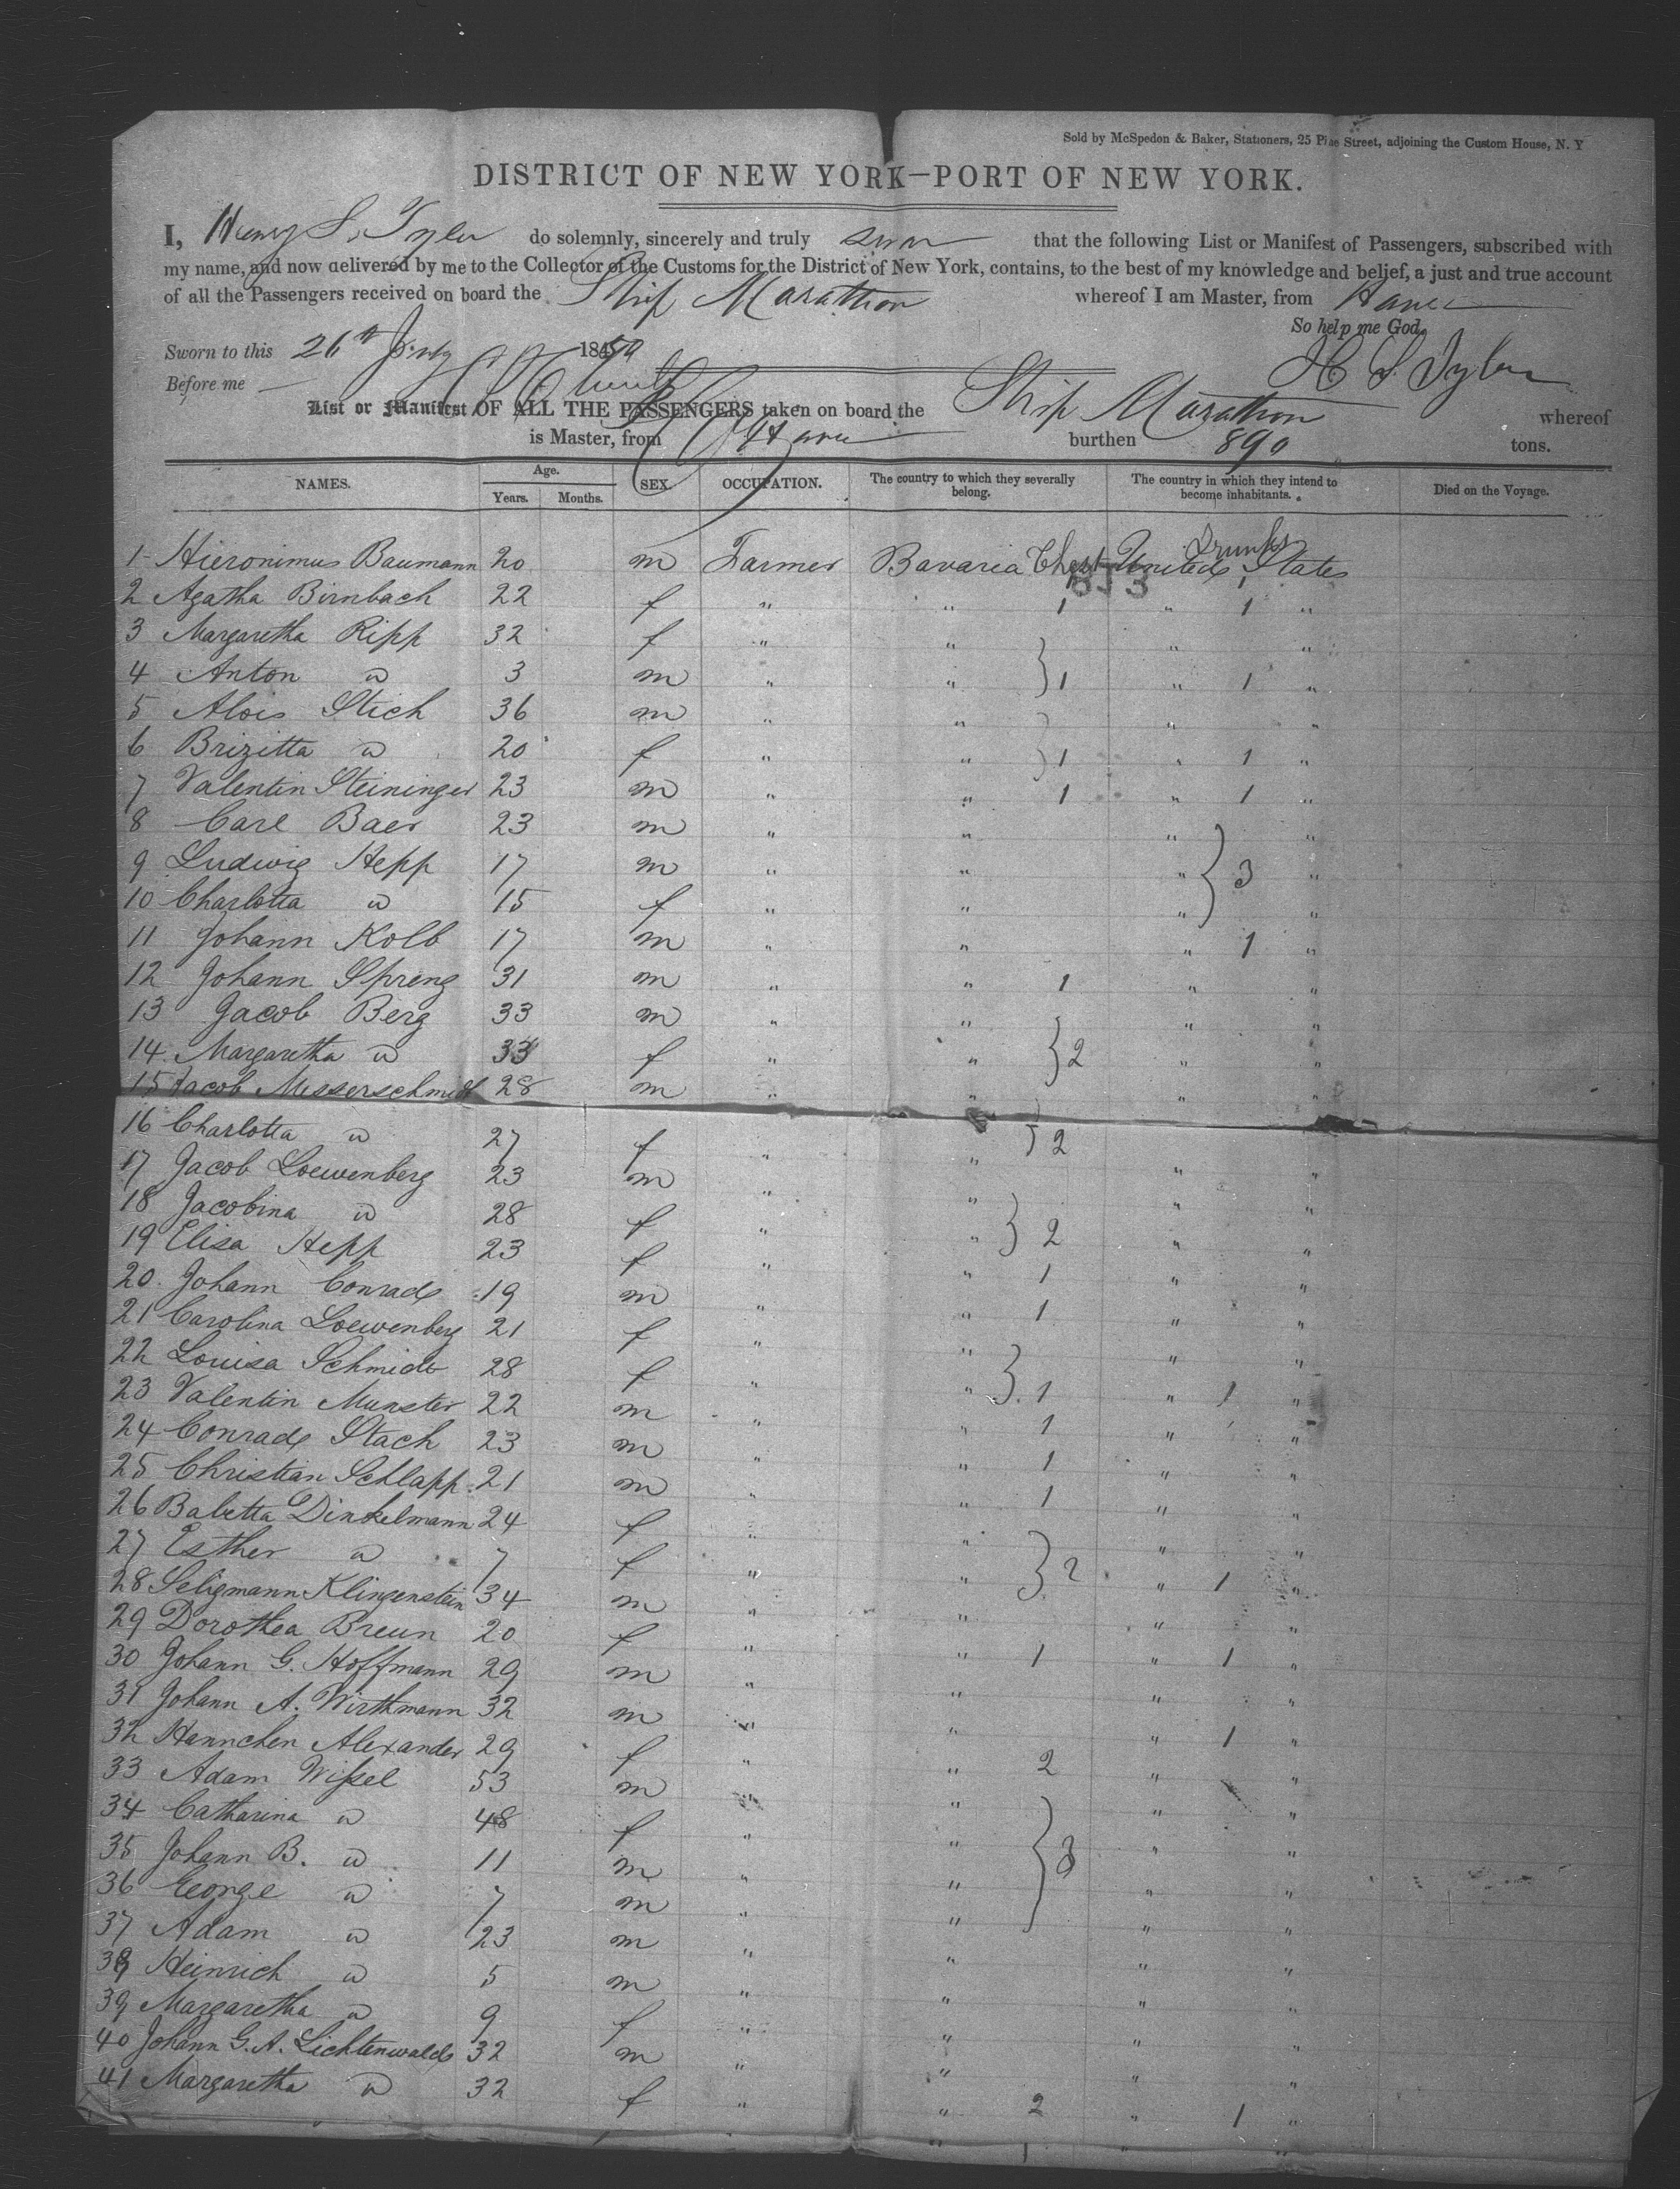 Sold by McSpedon & Baker, Stationers, 25 Pine Street, adjoining the Custom House, N. Y
DISTRICT OF NEW YORK—PORT OF NEW YORK.
I, Henry S. Tyler do solemnly, sincerely and truly swear that the following List or Manifest of Passengers, subscribed with
my name, and now delivered by me to the Collector of the Customs for the District of New York, contains, to the best of my knowledge and belief, a just and true account
of all the Passengers received on board the Ship Marathon whereof I am Master, from Havre
So help me God.
Sworn to this 26th 1850 H S Tyler
Before me
List or Manifest OF ALL THE PASSENGERS taken on board the Ship Marathon whereof
is Master, from Havre burthen 890 tons.
NAMES. Age. Years. Months. SEX. OCCUPATION. The country to which they severally belong. The country in which they intend to become inhabitants. Died on the Voyage.
Trunks
1 Hieronimus Baumann 20 m Farmer Bavaria Chest United States
853
2 Agatha Birnbach 22 f " " 1 " 1 "
3 Margaretha Ripp 32 f " " " "
4 Anton " 3 m " " } 1 " 1 "
5 Alois Stich 36 m " " " "
6 Brizitta " 20 f " " } 1 " 1 "
7 Valentin Steininger 23 m " " 1 " 1 "
8 Carl Baer 23 m " " " "
9 Ludwig Hepp 17 m " " " } 3 "
10 Charlotta " 15 f " " " "
11 Johann Kolb 17 m " " " 1 "
12 Johann Spreng 31 m " " 1 " "
13 Jacob Berg 33 m " " " "
14 Margaretha " 33 f " " } 2 " "
15 Jacob Messerschmidt 28 m " " " "
16 Charlotta " 27 f " " } 2 " "
17 Jacob Loewenberg 23 m " " " "
18 Jacobina " 28 f " " } 2 " "
19 Elisa Hepp 23 f " " 1 " "
20 Johann Conrad 19 m " " 1 " "
21 Carolina Loewenberg 21 f " " " "
22 Louisa Schmidt 28 f " " } 1 " 1 "
23 Valentin Munster 22 m " " 1 " "
24 Conrad Stach 23 m " " 1 " "
25 Christian Schlapp 21 m " " 1 " "
26 Babetta Dinkelmann 24 f " " " "
27 Esther " 7 f " " } 2 " 1 "
28 Seligmann Klingenstein 34 m " " " "
29 Dorothea Breun 20 f " " 1 " 1 "
30 Johann G. Hoffmann 29 m " " " "
31 Johann A. Wirthmann 32 m " " " 1 "
32 Hannchen Alexander 29 f " " 2 " "
33 Adam Wissel 53 m " " " "
34 Catharina " 48 f " " " "
35 Johann B. " 11 m " " } 3 " "
36 George " 7 m " " " "
37 Adam " 23 m " " " "
38 Heinrich " 5 m " " " "
39 Margaretha " 9 f " " " "
40 Johann G. A. Lichtenwald 32 m " " " "
41 Margaretha " 32 f " " 2 " 1 "
" 1 " "